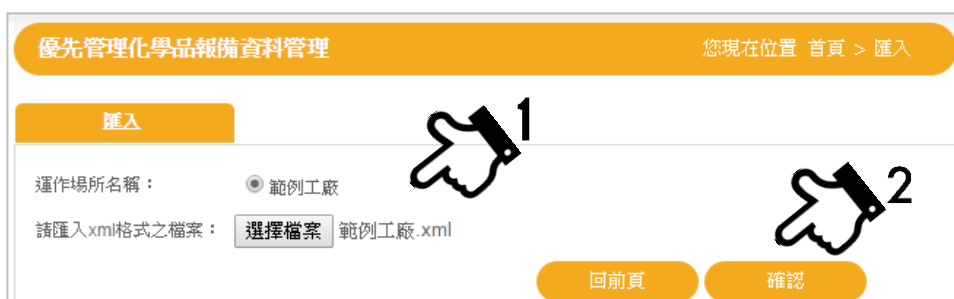 優先管理化學品報備資料管理 您現在位置 首頁 > 匯入
匯入
1
運作場所名稱： 範例工廠
2
請匯入xml格式之檔案： 選擇檔案 範例工廠.xml
回前頁 確認